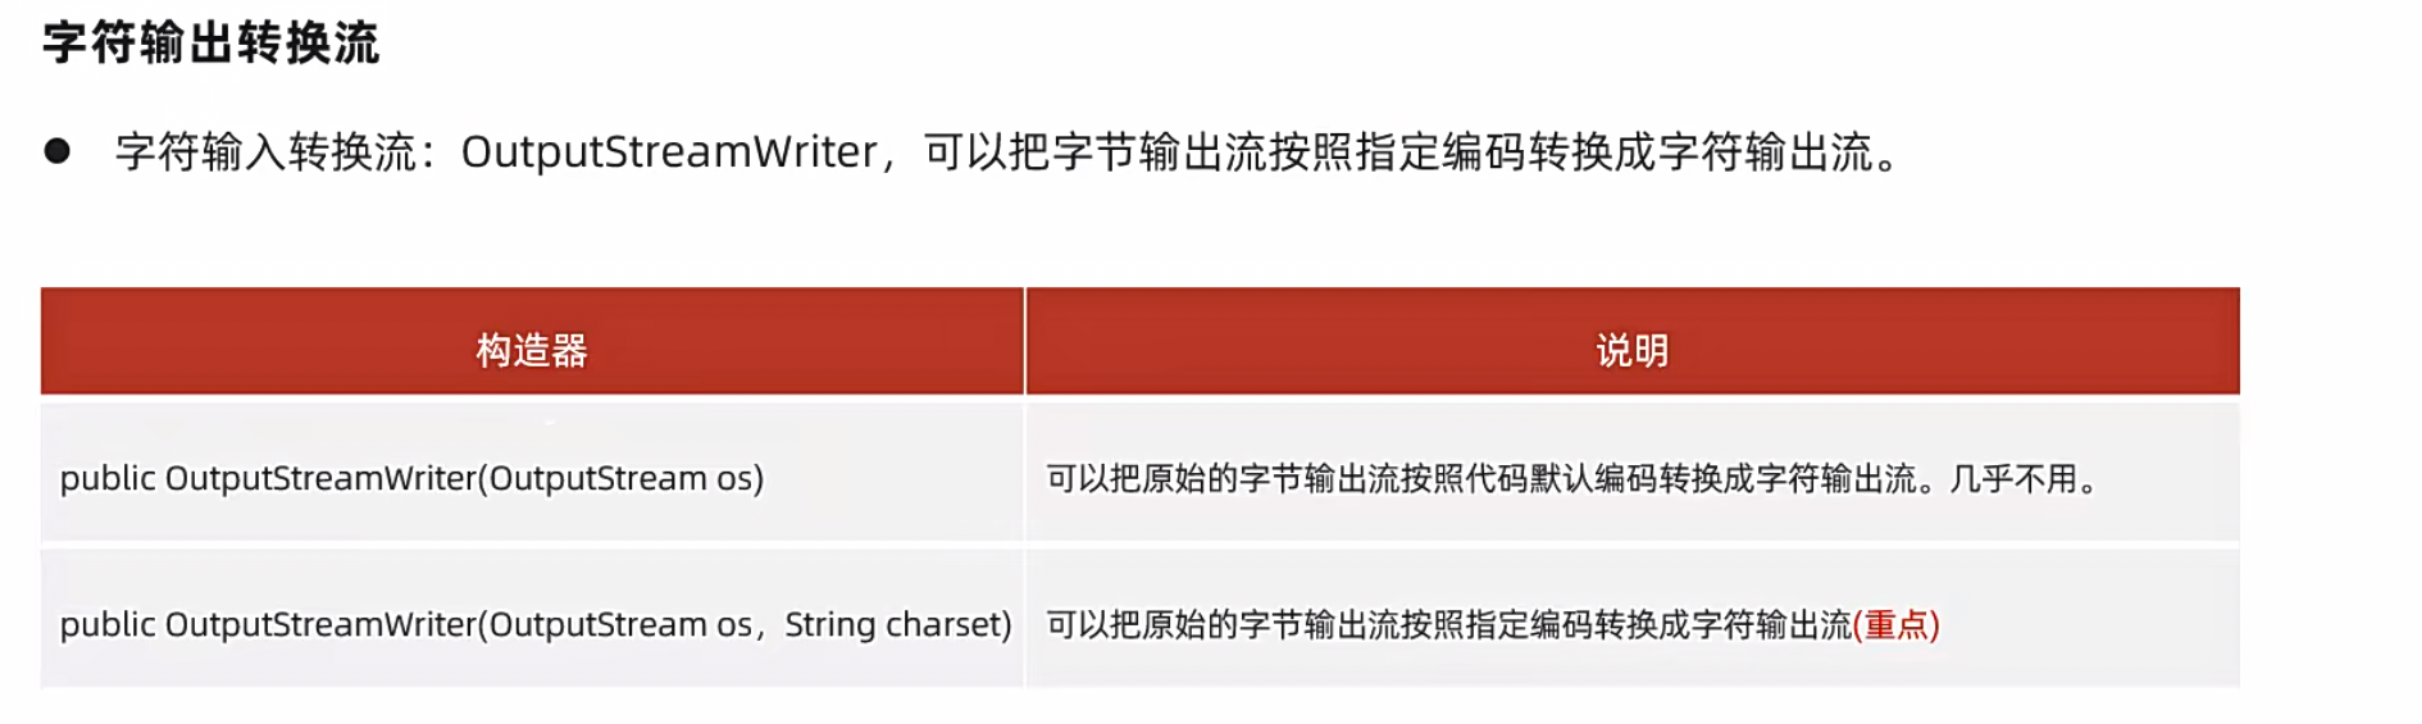 字符输出转换流
● 字符输入转换流：OutputStreamWriter，可以把字节输出流按照指定编码转换成字符输出流。
构造器 说明
public OutputStreamWriter(OutputStream os) 可以把原始的字节输出流按照代码默认编码转换成字符输出流。几乎不用。
public OutputStreamWriter(OutputStream os，String charset) 可以把原始的字节输出流按照指定编码转换成字符输出流(重点)